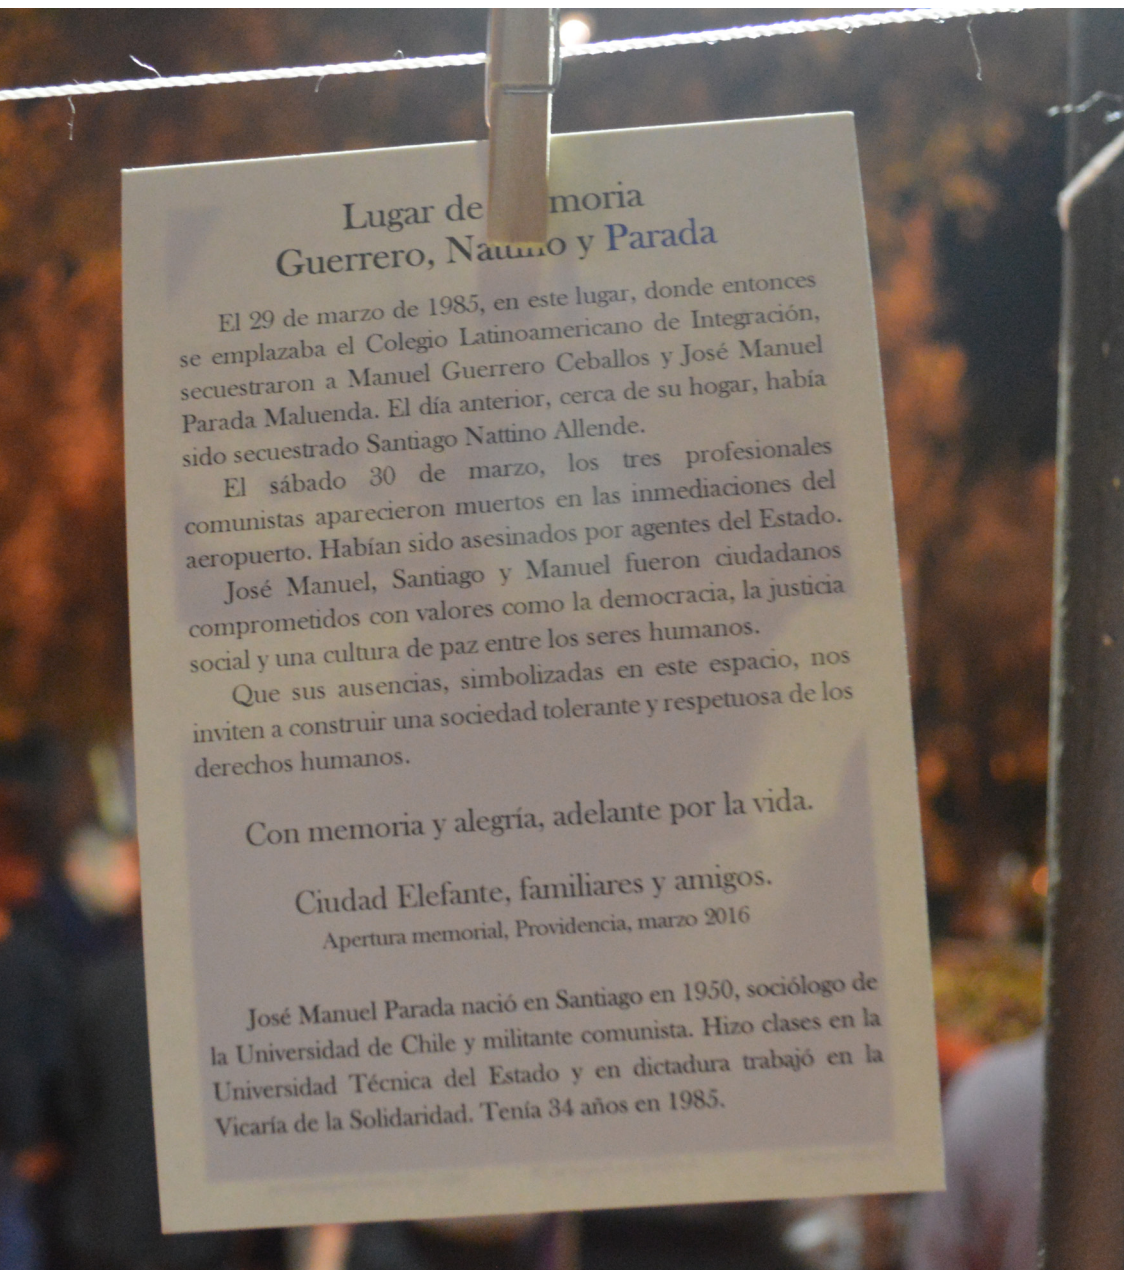 Lugar de moria
Guerrero, Nattino y Parada
El 29 de marzo de 1985, en este lugar, donde entonces
se emplazaba el Colegio Latinoamericano de Integración,
secuestraron a Manuel Guerrero Ceballos y José Manuel
Parada Maluenda. El día anterior, cerca de su hogar, había
sido secuestrado Santiago Nattino Allende.
El sábado 30 de marzo, los tres profesionales
comunistas aparecieron muertos en las inmediaciones del
aeropuerto. Habían sido asesinados por agentes del Estado.
José Manuel, Santiago y Manuel fueron ciudadanos
comprometidos con valores como la democracia, la justicia
social y una cultura de paz entre los seres humanos.
Que sus ausencias, simbolizadas en este espacio, nos
inviten a construir una sociedad tolerante y respetuosa de los
derechos humanos.
Con memoria y alegría, adelante por la vida.
Ciudad Elefante, familiares y amigos.
Apertura memorial, Providencia, marzo 2016
José Manuel Parada nació en Santiago en 1950, sociólogo de
la Universidad de Chile y militante comunista. Hizo clases en la
Universidad Técnica del Estado y en dictadura trabajó en la
Vicaría de la Solidaridad. Tenía 34 años en 1985.